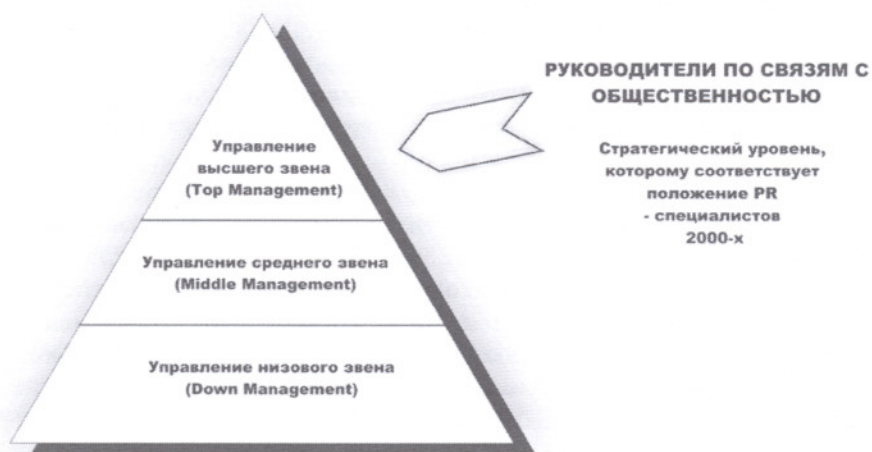 РУКОВОДИТЕЛИ ПО СВЯЗЯМ С
ОБЩЕСТВЕННОСТЬЮ
Управление
высшего звена
(Top Management)
Стратегический уровень,
которому соответствует
положение PR
- специалистов
2000-х
Управление среднего звена
(Middle Management)
Управление низового звена
(Down Management)